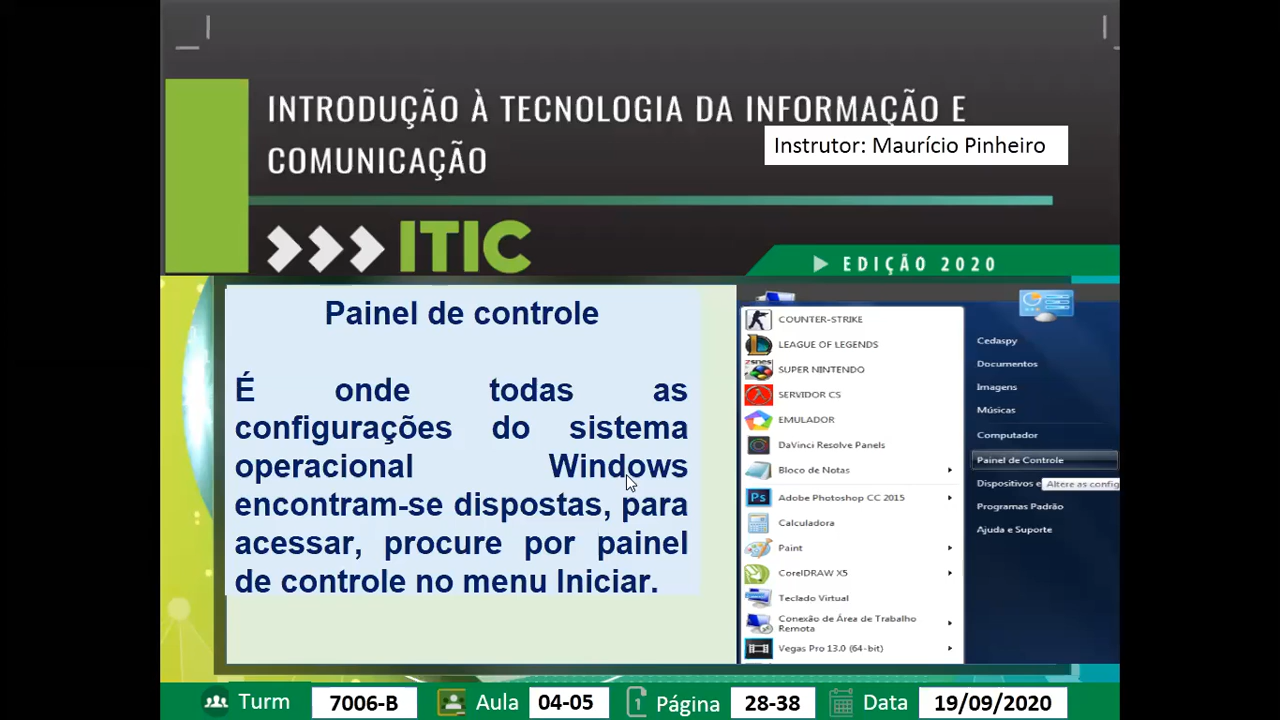 INTRODUÇÃO À TECNOLOGIA DA INFORMAÇÃO E
COMUNICAÇÃO
Instrutor: Maurício Pinheiro
ITIC
EDIÇÃO 2020
Painel de controle
É onde todas as
configurações do sistema
operacional Windows
encontram-se dispostas, para
acessar, procure por painel
de controle no menu Iniciar.
COUNTER-STRIKE
LEAGUE OF LEGENDS
SUPER NINTENDO
SERVIDOR CS
EMULADOR
DaVinci Resolve Panels
Bloco de Notas
Adobe Photoshop CC 2015
Calculadora
Paint
CorelDRAW X5
Teclado Virtual
Conexão de Área de Trabalho
Remota
Vegas Pro 13.0 (64-bit)
Cedaspy
Documentos
Imagens
Músicas
Computador
Painel de Controle
Dispositivos e
Altere as config
Programas Padrão
Ajuda e Suporte
Turm 7006-B Aula 04-05 Página 28-38 Data 19/09/2020